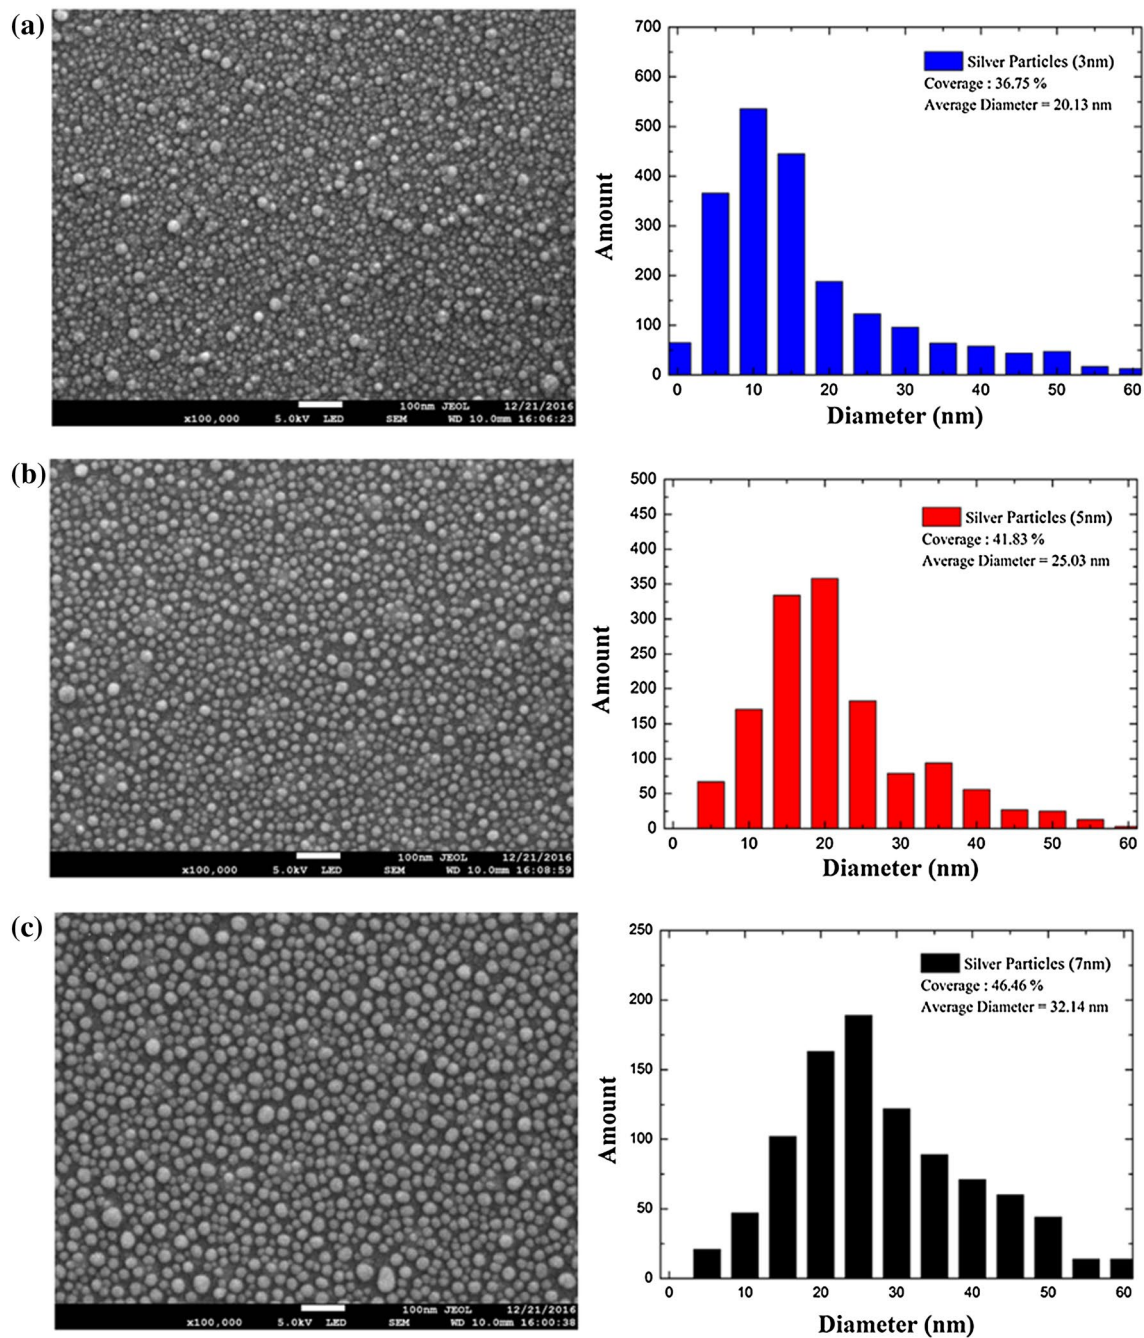 (a)
x100,000 5.0kV LED 100nm JEOL SEM 12/21/2016 WD 10.0mm 16:06:23
700
600
500
400
300
200
100
0
Amount
Silver Particles (3nm)
Coverage : 36.75 %
Average Diameter = 20.13 nm
0 10 20 30 40 50 60
Diameter (nm)
(b)
x100,000 5.0kV LED 100nm JEOL SEM 12/21/2016 WD 10.0mm 16:08:59
500
450
400
350
300
250
200
150
100
50
0
Amount
Silver Particles (5nm)
Coverage : 41.83 %
Average Diameter = 25.03 nm
0 10 20 30 40 50 60
Diameter (nm)
(c)
x100,000 5.0kV LED 100nm JEOL SEM 12/21/2016 WD 10.0mm 16:00:38
250
200
150
100
50
0
Amount
Silver Particles (7nm)
Coverage : 46.46 %
Average Diameter = 32.14 nm
0 10 20 30 40 50 60
Diameter (nm)